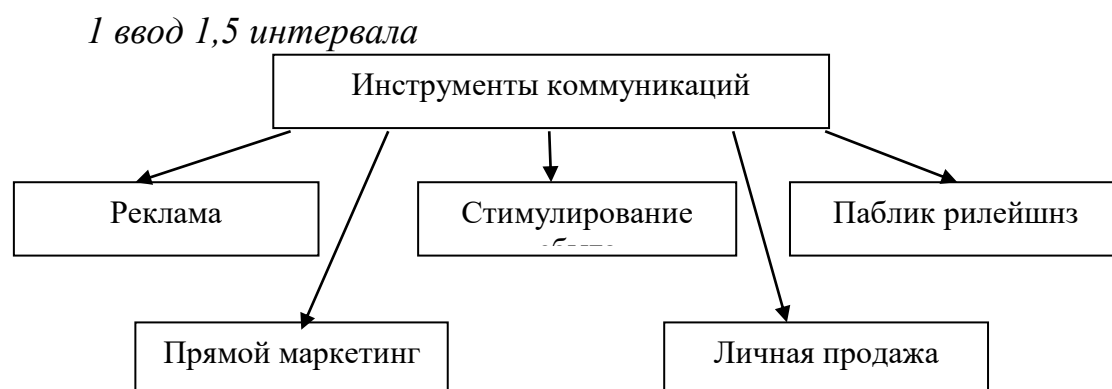 1 ввод 1,5 интервала
Инструменты коммуникаций
Реклама
Стимулирование
Паблик рилейшнз
Прямой маркетинг
Личная продажа